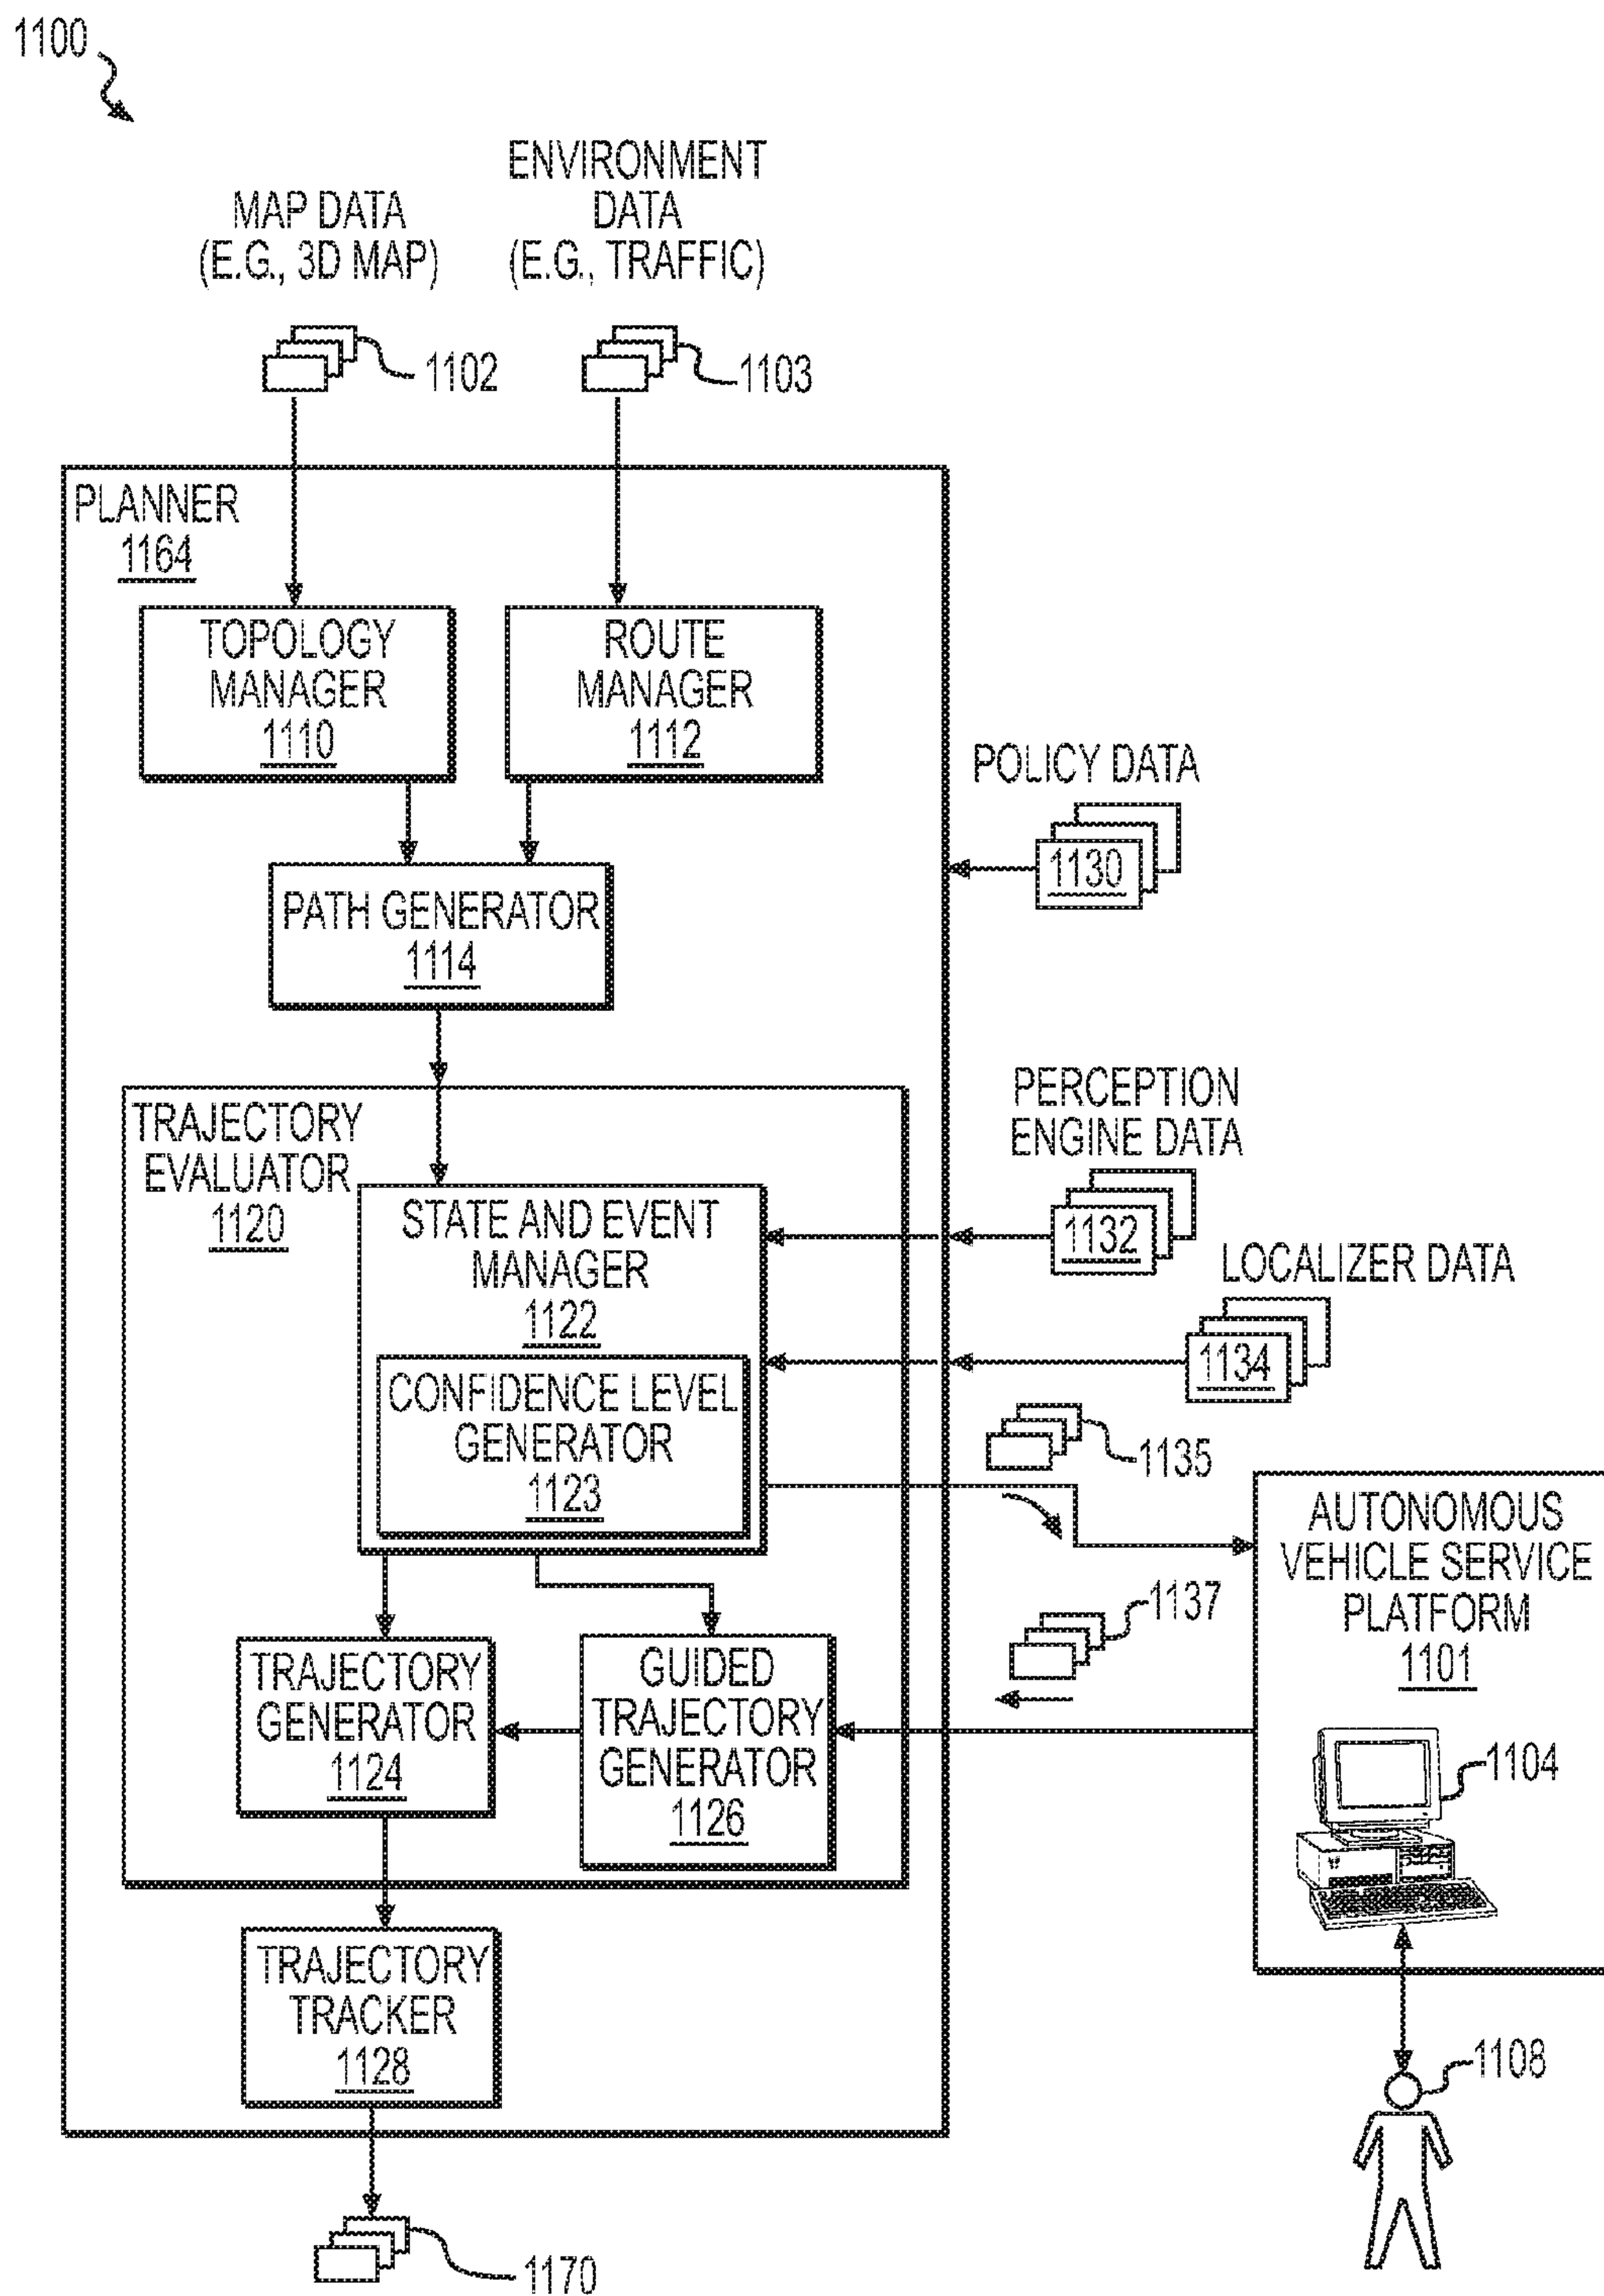 1100
MAP DATA
(E.G., 3D MAP)
ENVIRONMENT
DATA
(E.G., TRAFFIC)
1102
1103
PLANNER
1164
TOPOLOGY
MANAGER
1110
ROUTE
MANAGER
1112
POLICY DATA
1130
PATH GENERATOR
1114
TRAJECTORY
EVALUATOR
1120
PERCEPTION
ENGINE DATA
1132
STATE AND EVENT
MANAGER
1122
LOCALIZER DATA
1134
CONFIDENCE LEVEL
GENERATOR
1123
1135
AUTONOMOUS
VEHICLE SERVICE
PLATFORM
1101
1137
TRAJECTORY
GENERATOR
1124
GUIDED
TRAJECTORY
GENERATOR
1126
1104
TRAJECTORY
TRACKER
1128
1108
1170